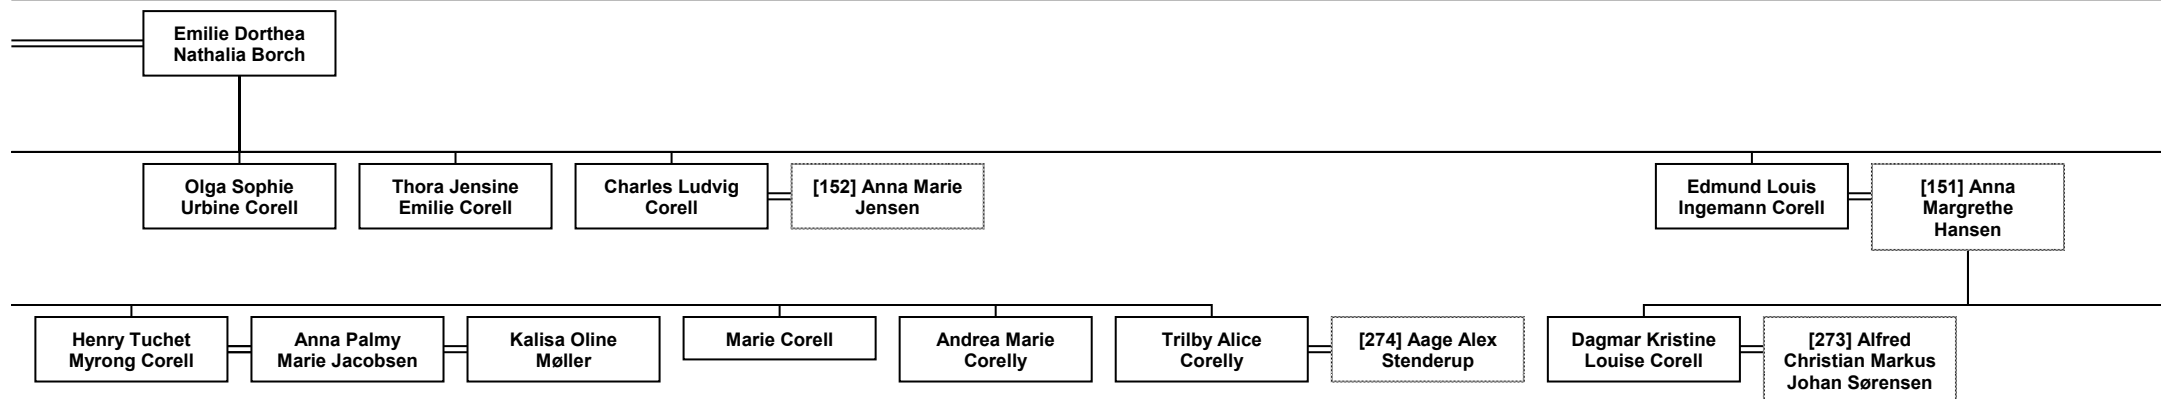 Emilie Dorthea
Nathalia Borch
Olga Sophie
Urbine Corell
Thora Jensine
Emilie Corell
Charles Ludvig
Corell
[152] Anna Marie
Jensen
Edmund Louis
Ingemann Corell
[151] Anna
Margrethe
Hansen
Henry Tuchet
Myrong Corell
Anna Palmy
Marie Jacobsen
Kalisa Oline
Møller
Marie Corell
Andrea Marie
Corelly
Trilby Alice
Corelly
[274] Aage Alex
Stenderup
Dagmar Kristine
Louise Corell
[273] Alfred
Christian Markus
Johan Sørensen